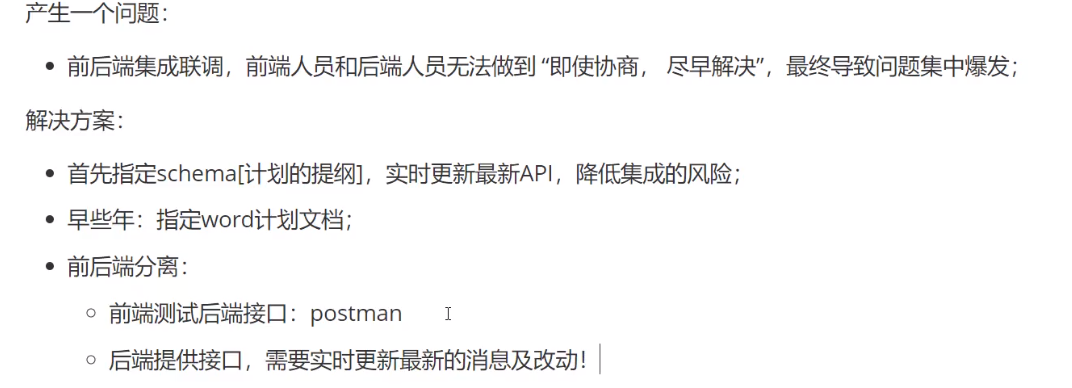 产生一个问题：
前后端集成联调，前端人员和后端人员无法做到 “即使协商， 尽早解决”，最终导致问题集中爆发；
解决方案：
首先指定schema[计划的提纲]，实时更新最新API，降低集成的风险；
早些年：指定word计划文档；
前后端分离：
前端测试后端接口：postman
后端提供接口，需要实时更新最新的消息及改动！